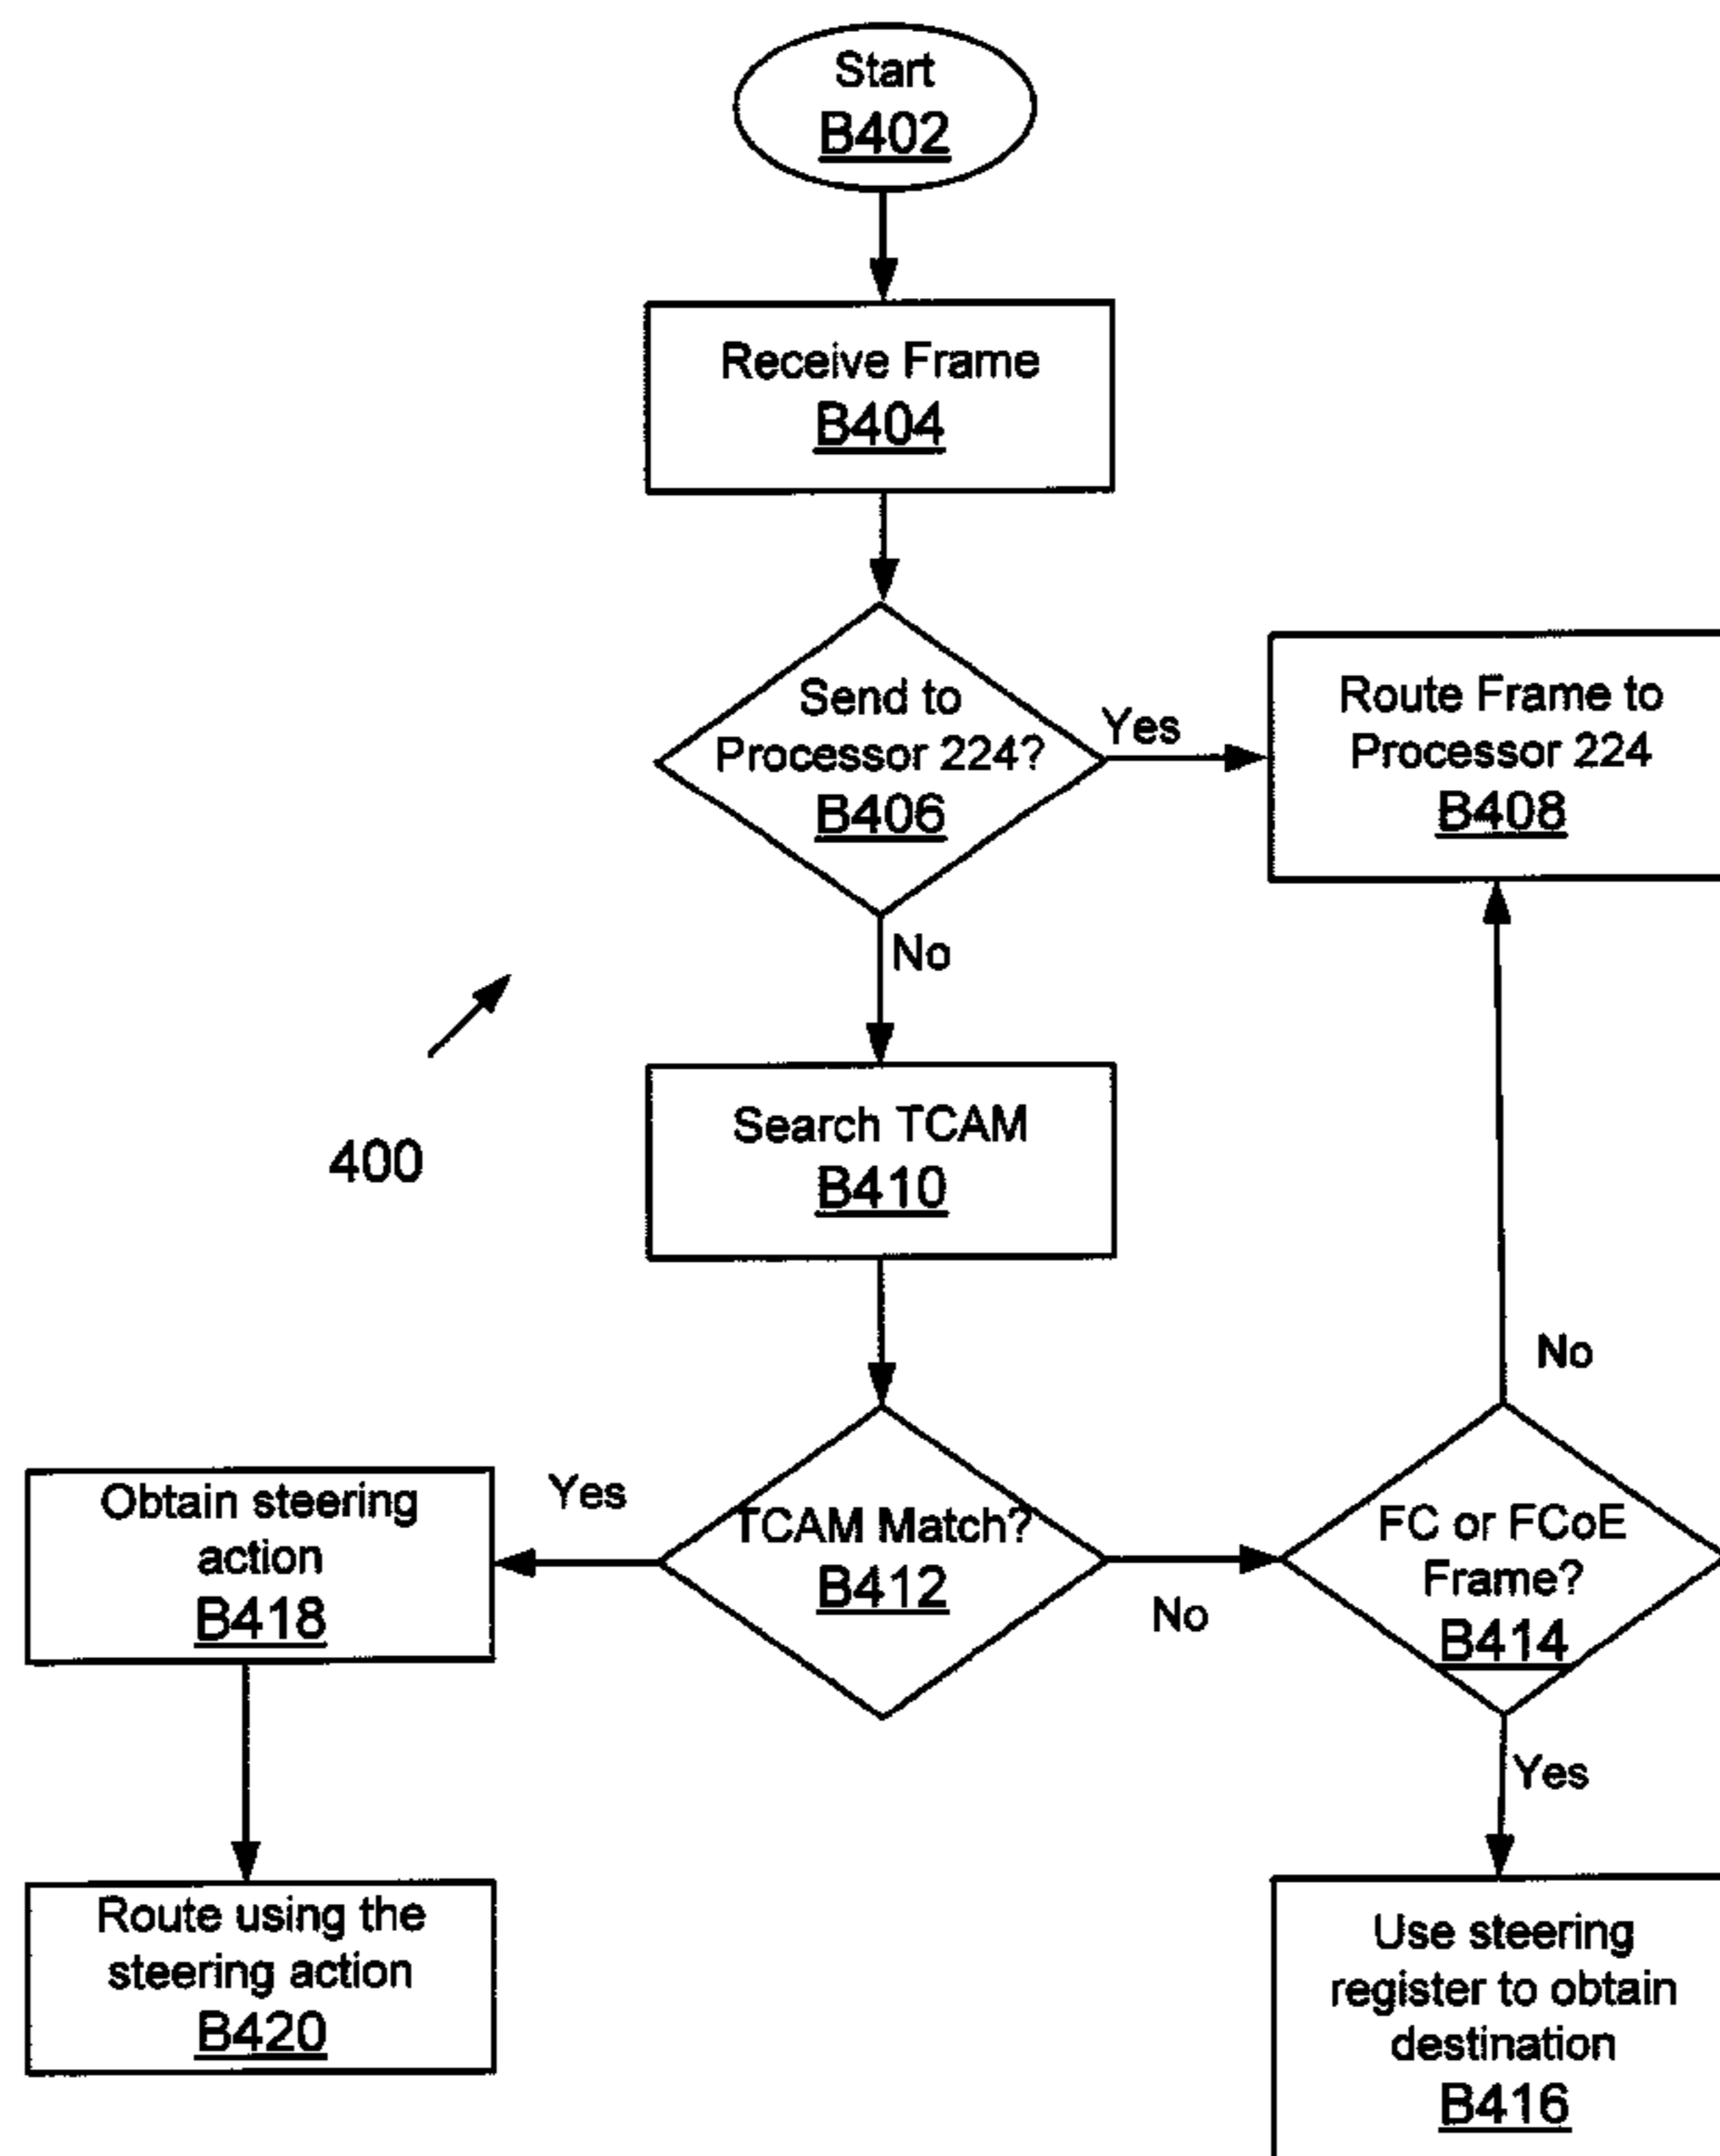 Start
B402
Receive Frame
B404
Send to
Processor 224?
B406
Yes
Route Frame to
Processor 224
B408
No
400
Search TCAM
B410
No
Obtain steering
action
B418
Yes
TCAM Match?
B412
No
FC or FCoE
Frame?
B414
Yes
Route using the
steering action
B420
Use steering
register to obtain
destination
B416